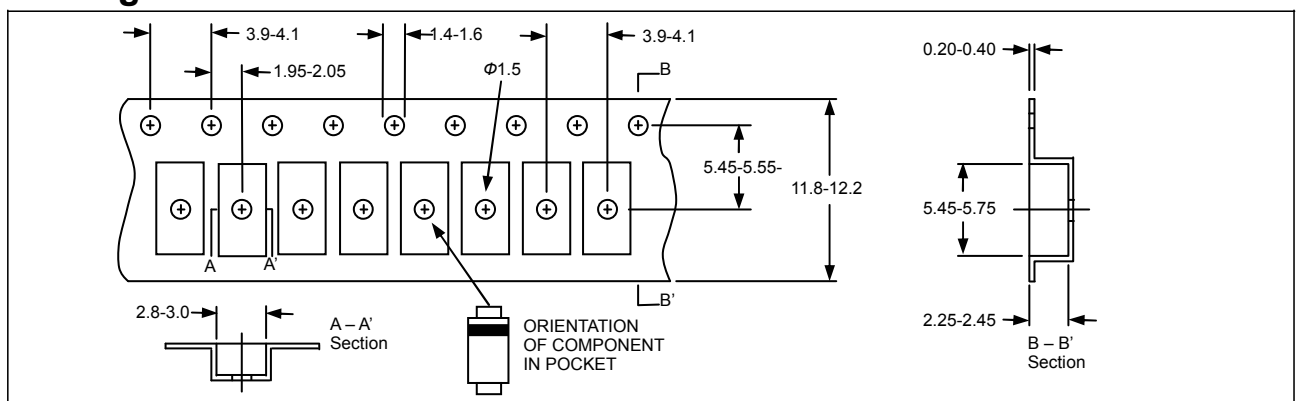 3.9-4.1
1.4-1.6
3.9-4.1
0.20-0.40
1.95-2.05
Φ1.5
B
5.45-5.55-
11.8-12.2
5.45-5.75
A
A'
B'
2.8-3.0
A – A'
Section
ORIENTATION
OF COMPONENT
IN POCKET
2.25-2.45
B – B'
Section